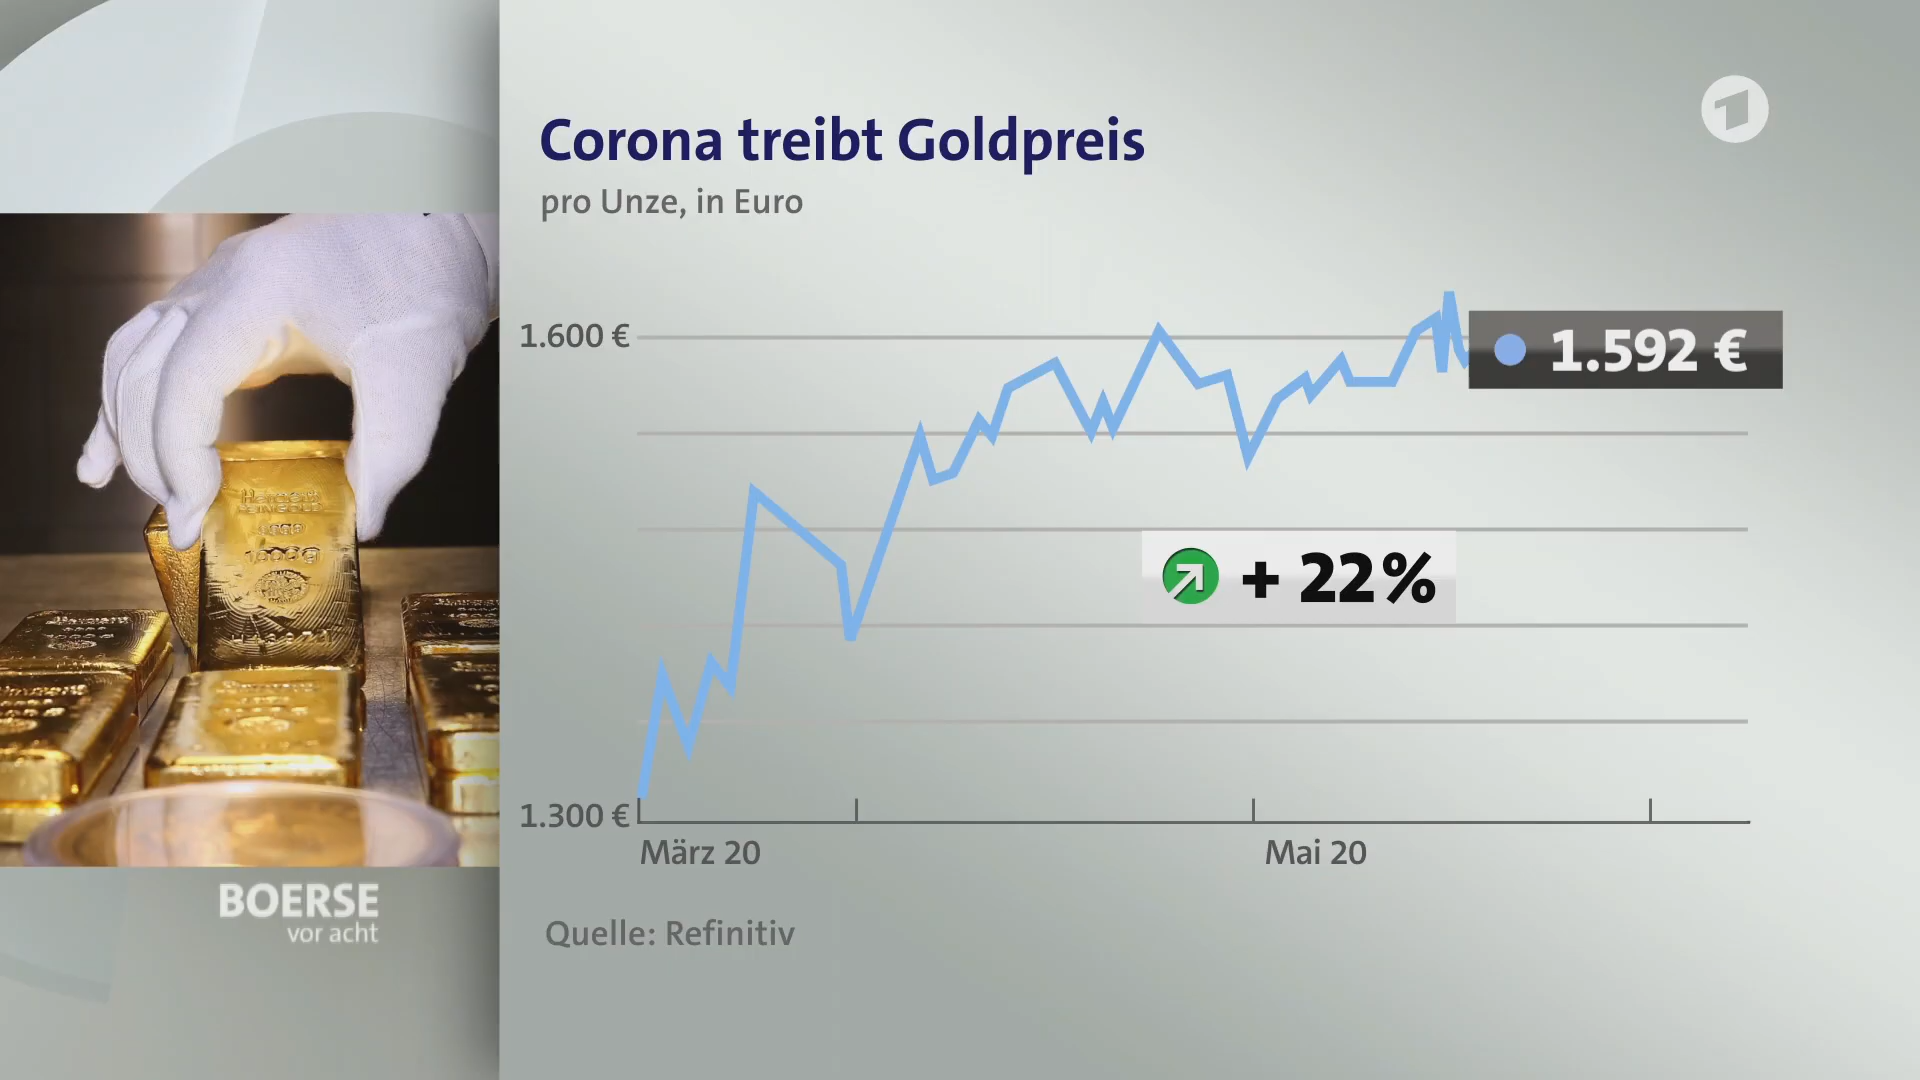 Corona treibt Goldpreis
pro Unze, in Euro
1.600 €
1.592 €
+ 22%
1.300 €
März 20
Mai 20
Quelle: Refinitiv
1000g
BOERSE
vor acht